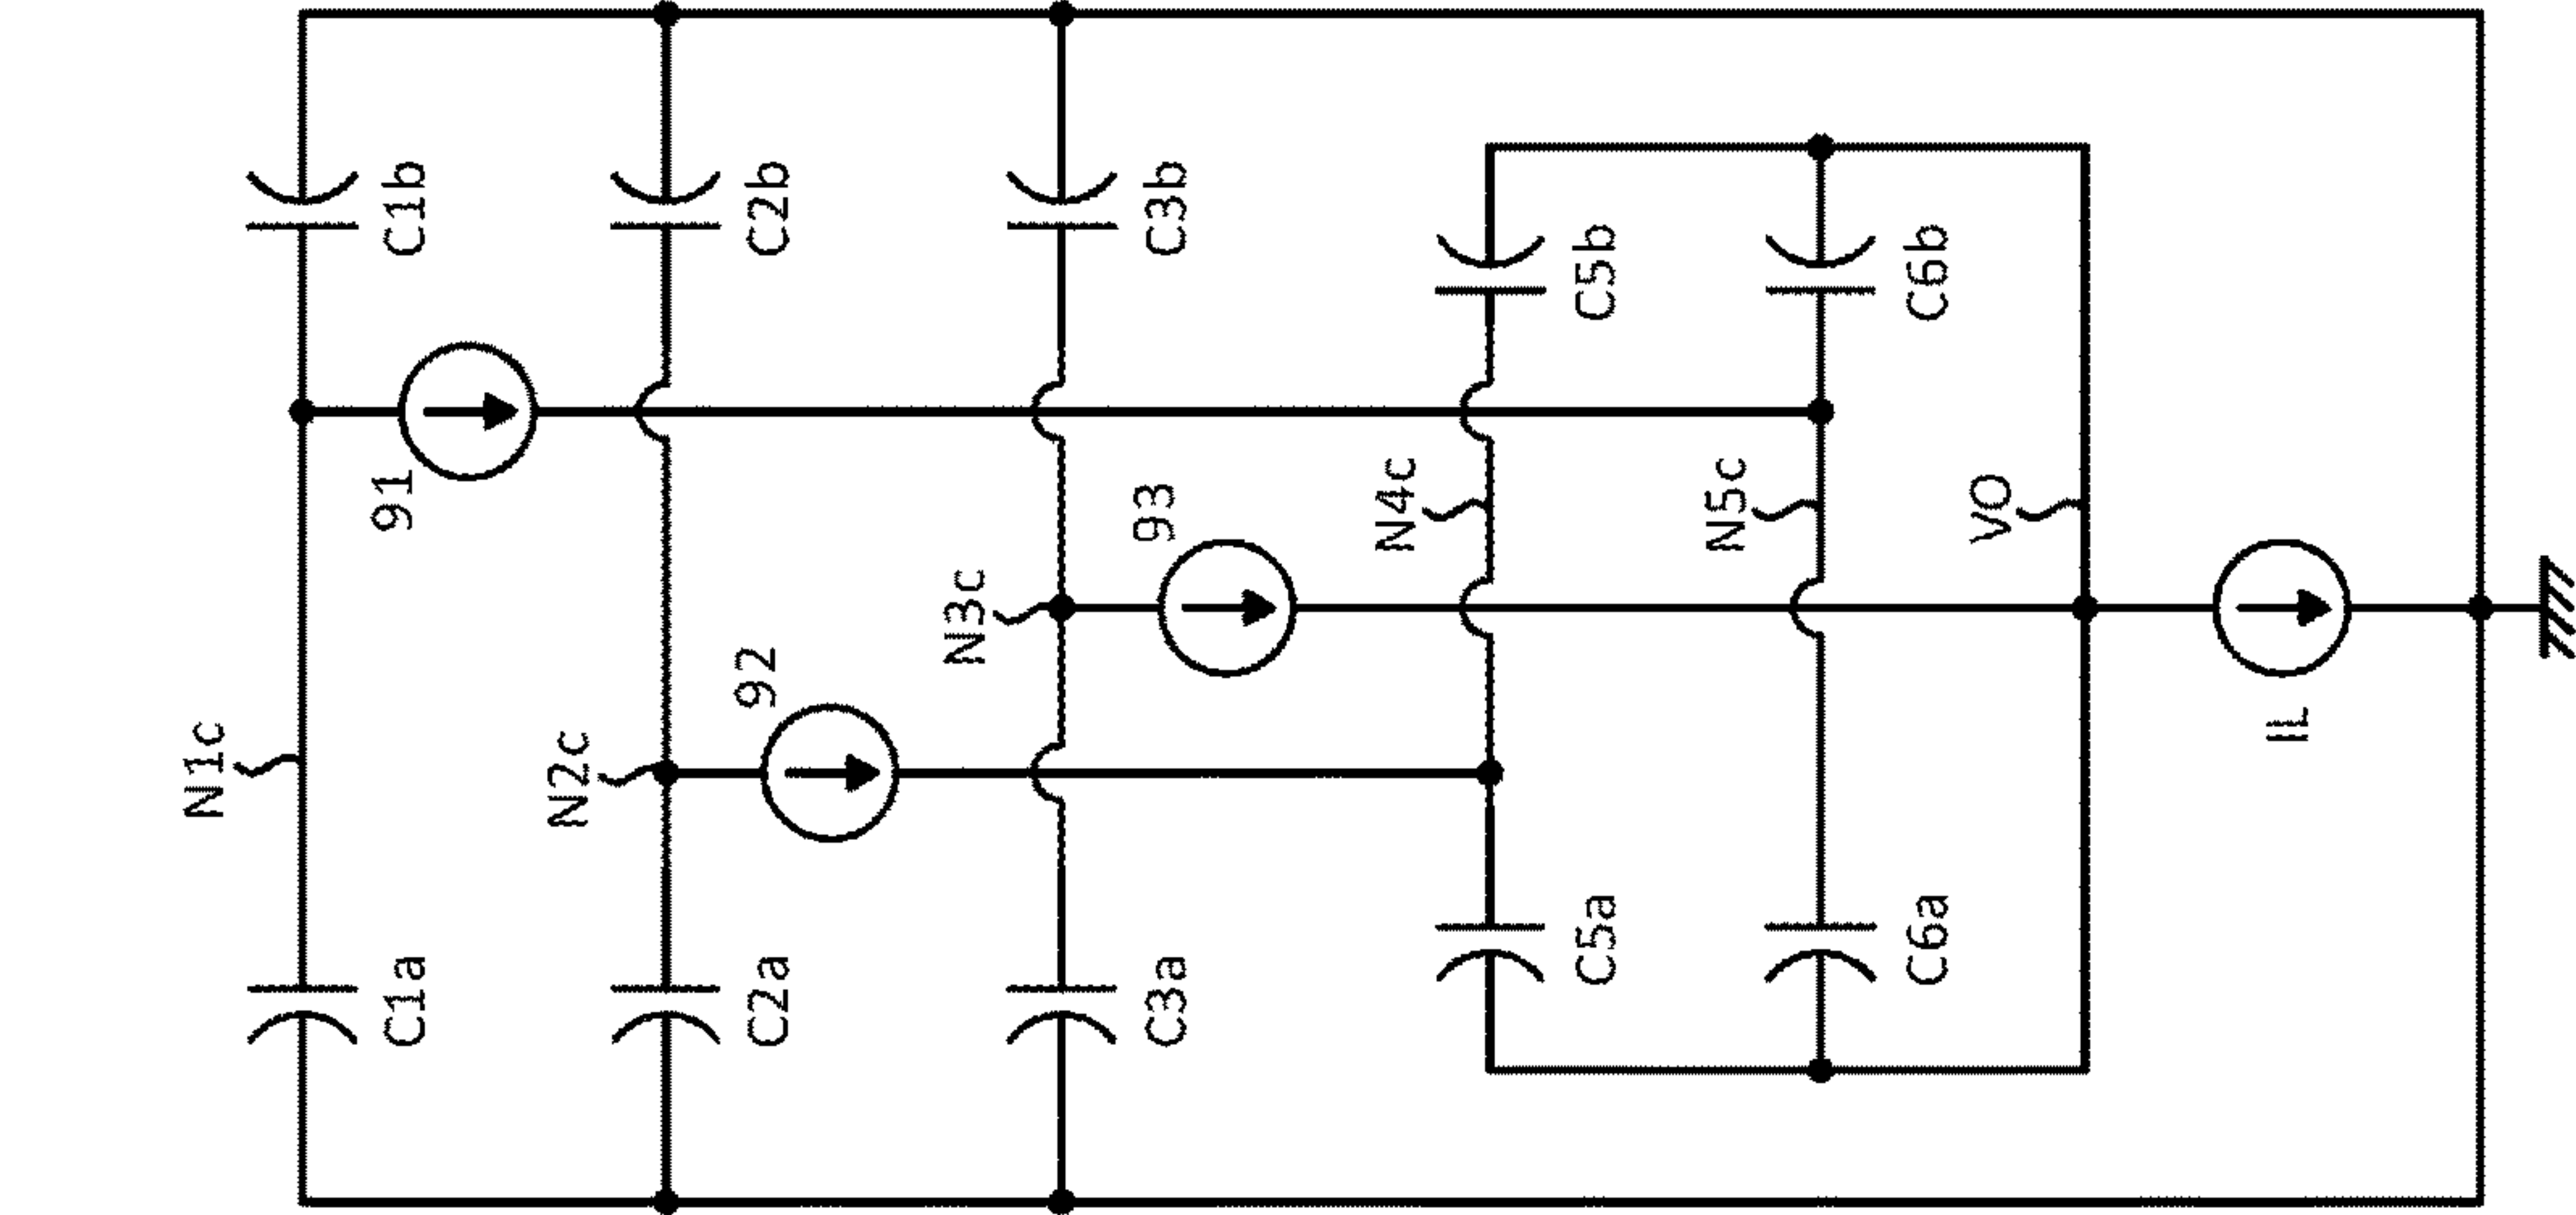 N1c
C1a
C1b
91
N2c
C2a
C2b
92
N3c
C3a
C3b
93
N4c
C5a
C5b
N5c
C6a
C6b
VO
IL